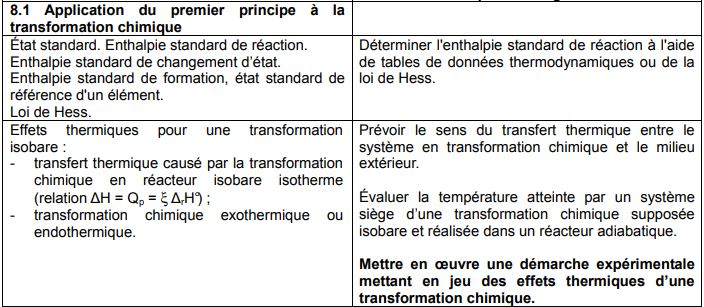 8.1 Application du premier principe à la
transformation chimique
État standard. Enthalpie standard de réaction.
Enthalpie standard de changement d'état.
Enthalpie standard de formation, état standard de
référence d'un élément.
Loi de Hess.
Déterminer l'enthalpie standard de réaction à l'aide
de tables de données thermodynamiques ou de la
loi de Hess.
Effets thermiques pour une transformation
isobare :
- transfert thermique causé par la transformation
chimique en réacteur isobare isotherme
(relation ΔH = Qp = ξ ΔrH°) ;
- transformation chimique exothermique ou
endothermique.
Prévoir le sens du transfert thermique entre le
système en transformation chimique et le milieu
extérieur.
Évaluer la température atteinte par un système
siège d'une transformation chimique supposée
isobare et réalisée dans un réacteur adiabatique.
Mettre en œuvre une démarche expérimentale
mettant en jeu des effets thermiques d'une
transformation chimique.